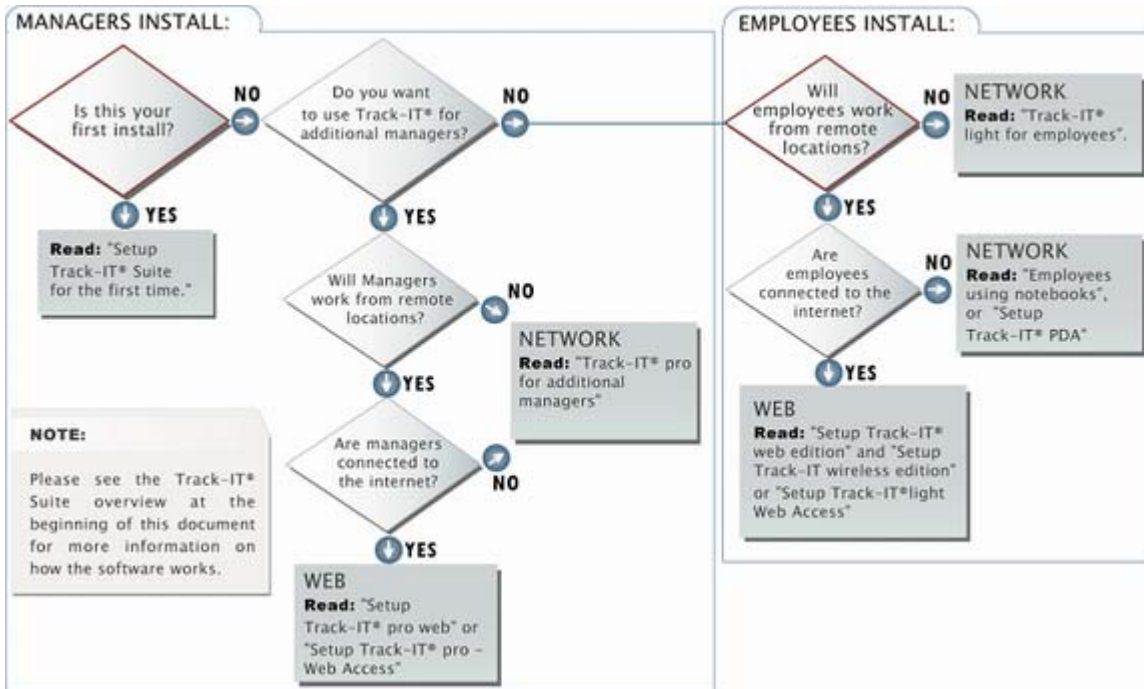 MANAGERS INSTALL:
Is this your
first install?
NO
YES
Read: "Setup
Track-IT® Suite
for the first time."
Do you want
to use Track-IT® for
additional managers?
NO
YES
Will Managers
work from remote
locations?
NO
YES
NETWORK
Read: "Track-IT® pro
for additional
managers"
Are managers
connected to
the internet?
NO
YES
WEB
Read: "Setup
Track-IT® pro web" or
"Setup Track-IT® pro –
Web Access"
NOTE:
Please see the Track-IT®
Suite overview at the
beginning of this document
for more information on
how the software works.
EMPLOYEES INSTALL:
Will
employees work
from remote
locations?
NO
YES
NETWORK
Read: "Track-IT®
light for employees".
Are
employees
connected to the
internet?
NO
YES
NETWORK
Read: "Employees
using notebooks",
or "Setup
Track-IT® PDA"
WEB
Read: "Setup Track-IT®
web edition" and "Setup
Track-IT wireless edition"
or "Setup Track-IT®light
Web Access"